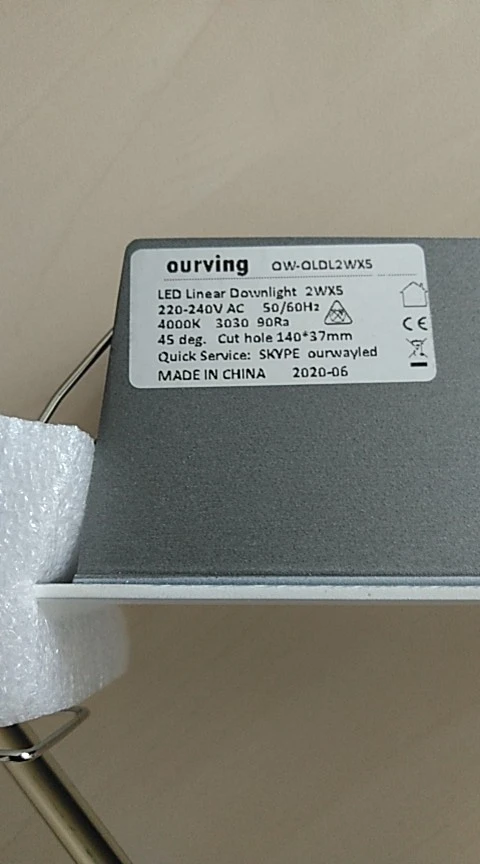 ourving OW-OLDL2WX5
LED Linear Downlight 2WX5
220-240V AC 50/60Hz
4000K 3030 90Ra
45 deg. Cut hole 140*37mm
Quick Service: SKYPE ourwayled
MADE IN CHINA 2020-06
CE